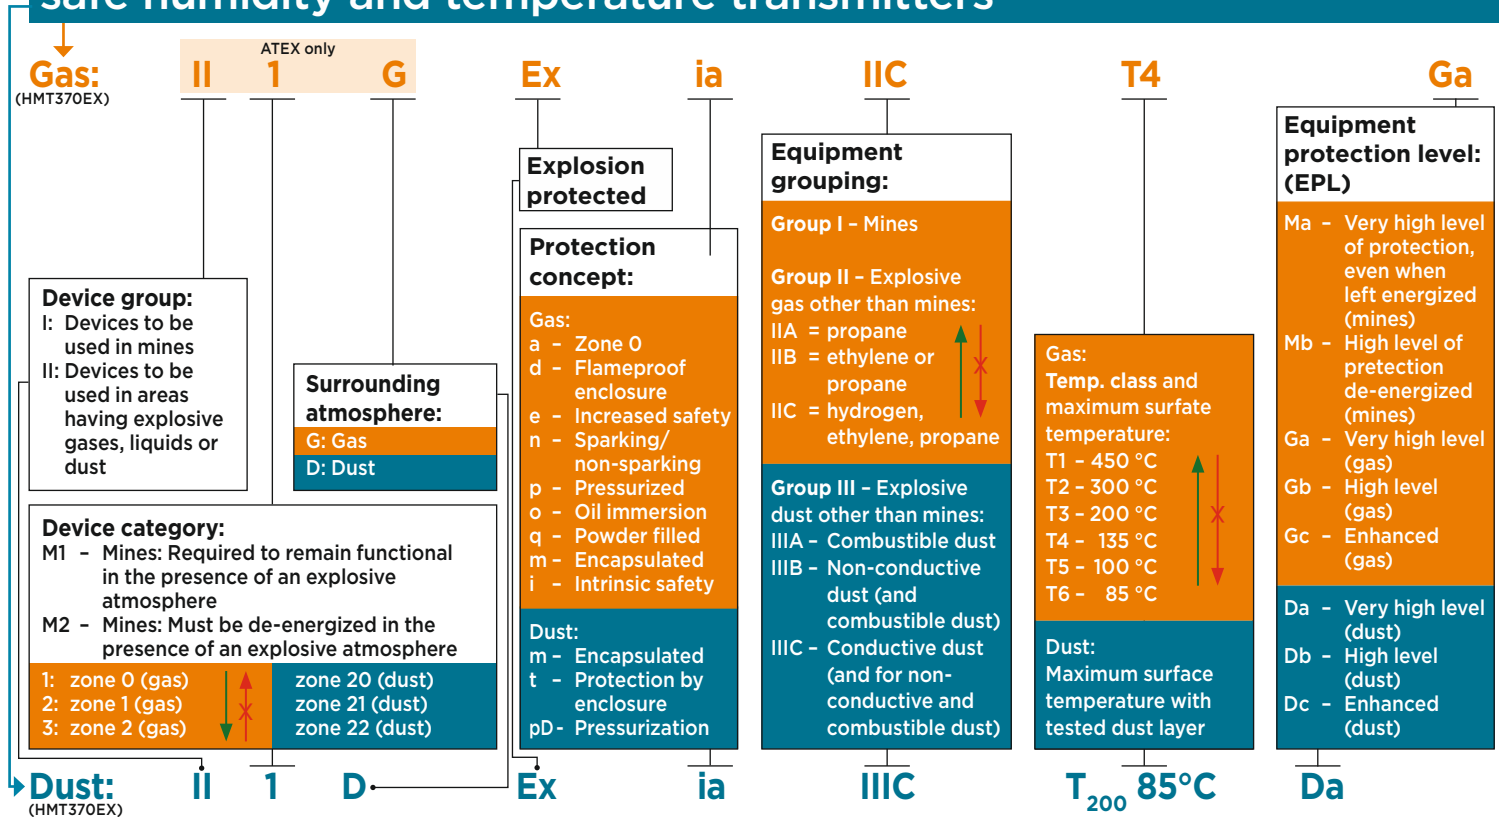 safe humidity and temperature transmitters
ATEX only
Gas: II 1 G Ex ia IIC T4 Ga
(HMT370EX)
Device group:
I: Devices to be
used in mines
II: Devices to be
used in areas
having explosive
gases, liquids or
dust
Surrounding
atmosphere:
G: Gas
D: Dust
Device category:
M1 – Mines: Required to remain functional
in the presence of an explosive
atmosphere
M2 – Mines: Must be de-energized in the
presence of an explosive atmosphere
1: zone 0 (gas) zone 20 (dust)
2: zone 1 (gas) zone 21 (dust)
3: zone 2 (gas) zone 22 (dust)
Explosion
protected
Protection
concept:
Gas:
a – Zone 0
d – Flameproof
enclosure
e – Increased safety
n – Sparking/
non-sparking
p – Pressurized
o – Oil immersion
q – Powder filled
m – Encapsulated
i – Intrinsic safety
Dust:
m – Encapsulated
t – Protection by
enclosure
pD - Pressurization
Equipment
grouping:
Group I – Mines
Group II – Explosive
gas other than mines:
IIA = propane
IIB = ethylene or
propane
IIC = hydrogen,
ethylene, propane
Group III – Explosive
dust other than mines:
IIIA – Combustible dust
IIIB – Non-conductive
dust (and
combustible dust)
IIIC – Conductive dust
(and for non-
conductive and
combustible dust)
Gas:
Temp. class and
maximum surfate
temperature:
T1 – 450 °C
T2 – 300 °C
T3 – 200 °C
T4 – 135 °C
T5 – 100 °C
T6 – 85 °C
Dust:
Maximum surface
temperature with
tested dust layer
Equipment
protection level:
(EPL)
Ma – Very high level
of protection,
even when
left energized
(mines)
Mb – High level of
pretection
de-energized
(mines)
Ga – Very high level
(gas)
Gb – High level
(gas)
Gc – Enhanced
(gas)
Da – Very high level
(dust)
Db – High level
(dust)
Dc – Enhanced
(dust)
Dust: II 1 D Ex ia IIIC T200 85°C Da
(HMT370EX)